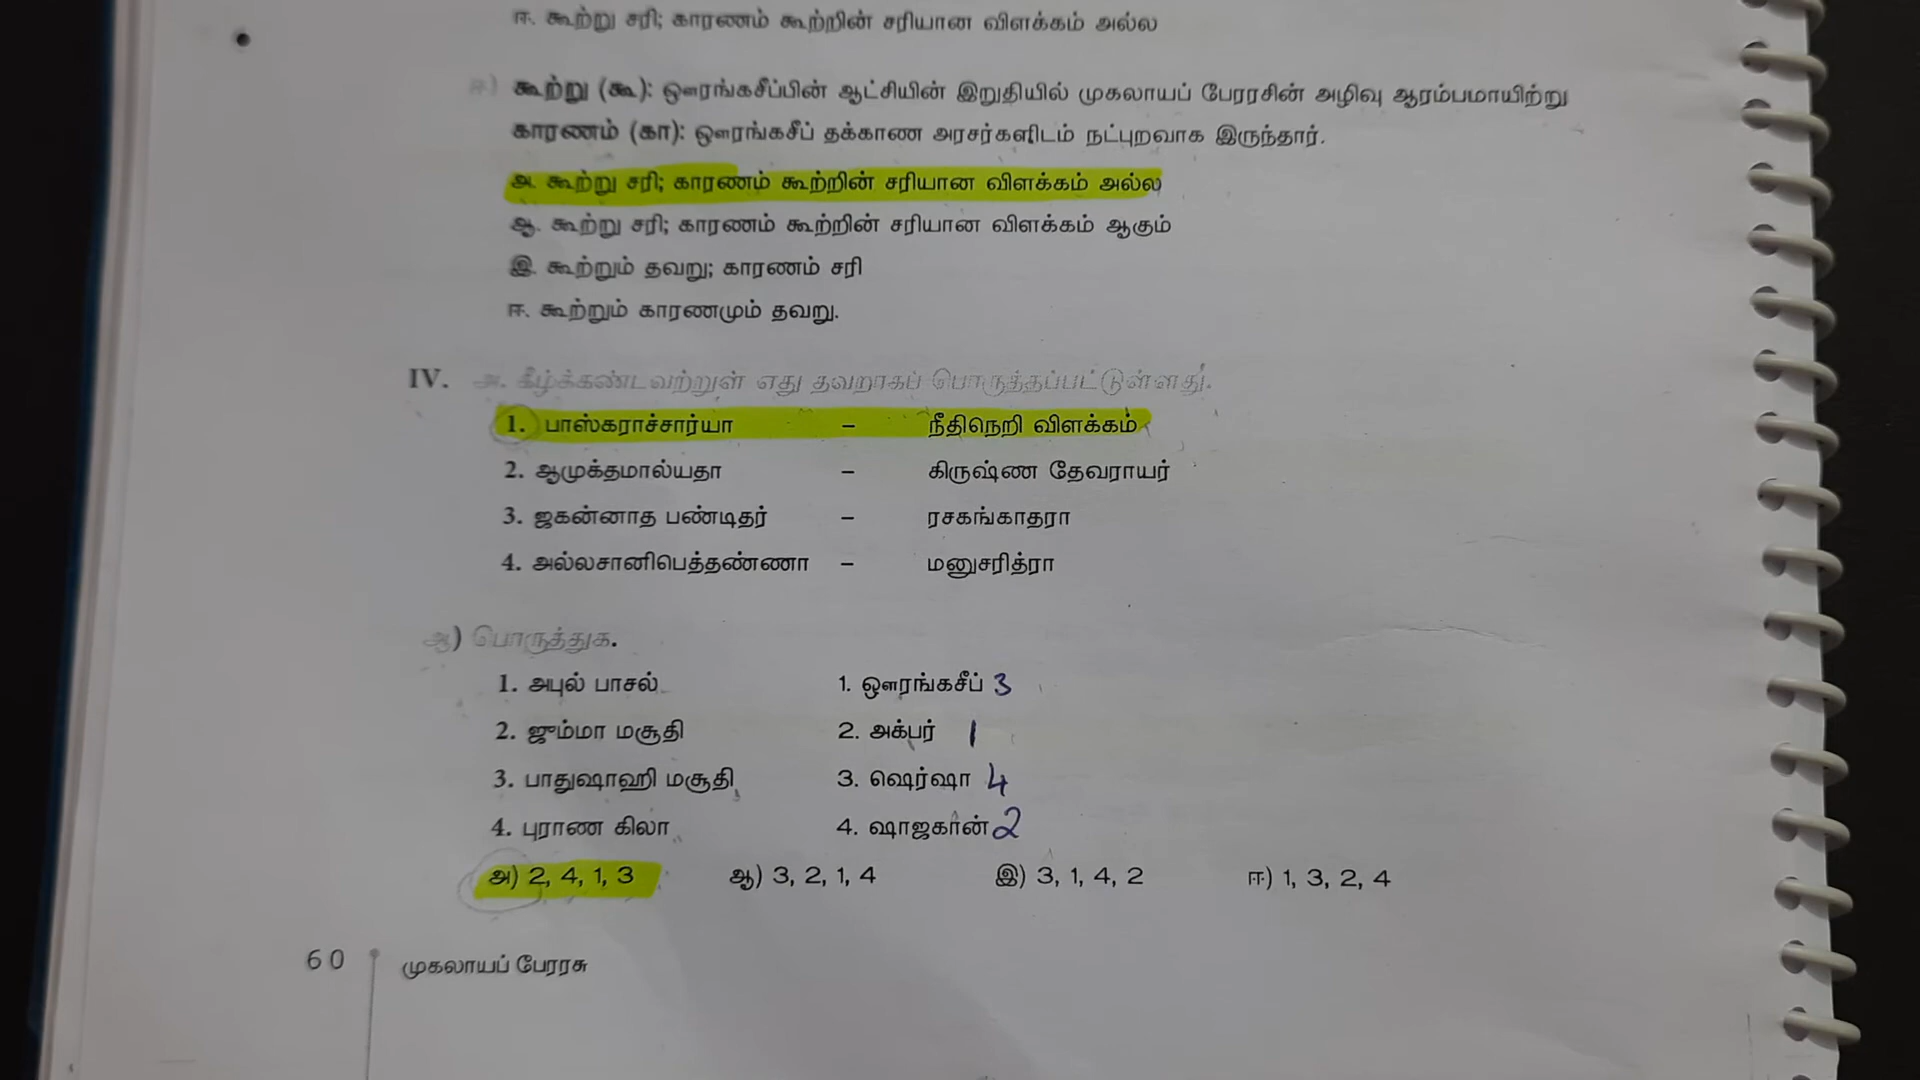 ஈ. கூற்று சரி; காரணம் கூற்றின் சரியான விளக்கம் அல்ல
ஈ) கூற்று (கூ): ஔரங்கசீப்பின் ஆட்சியின் இறுதியில் முகலாயப் பேரரசின் அழிவு ஆரம்பமாயிற்று
காரணம் (கா): ஔரங்கசீப் தக்காண அரசர்களிடம் நட்புறவாக இருந்தார்.
அ. கூற்று சரி; காரணம் கூற்றின் சரியான விளக்கம் அல்ல
ஆ. கூற்று சரி; காரணம் கூற்றின் சரியான விளக்கம் ஆகும்
இ. கூற்றும் தவறு; காரணம் சரி
ஈ. கூற்றும் காரணமும் தவறு.
IV. அ. கீழ்க்கண்டவற்றுள் எது தவறாகப் பொருத்தப்பட்டுள்ளது.
1. பாஸ்கராச்சார்யா – நீதிநெறி விளக்கம்
2. ஆமுக்தமால்யதா – கிருஷ்ண தேவராயர்
3. ஜகன்னாத பண்டிதர் – ரசகங்காதரா
4. அல்லசானிபெத்தண்ணா – மனுசரித்ரா
ஆ) பொருத்துக.
1. அபுல் பாசல் 1. ஔரங்கசீப் 3
2. ஜும்மா மசூதி 2. அக்பர் 1
3. பாதுஷாஹி மசூதி 3. ஷெர்ஷா 4
4. புராண கிலா 4. ஷாஜகான் 2
அ) 2, 4, 1, 3 ஆ) 3, 2, 1, 4 இ) 3, 1, 4, 2 ஈ) 1, 3, 2, 4
60 முகலாயப் பேரரசு